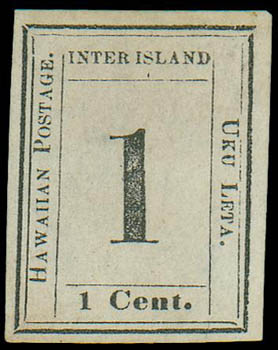 INTER ISLAND
HAWAIIAN POSTAGE.
1
UKU LETA.
1 Cent.